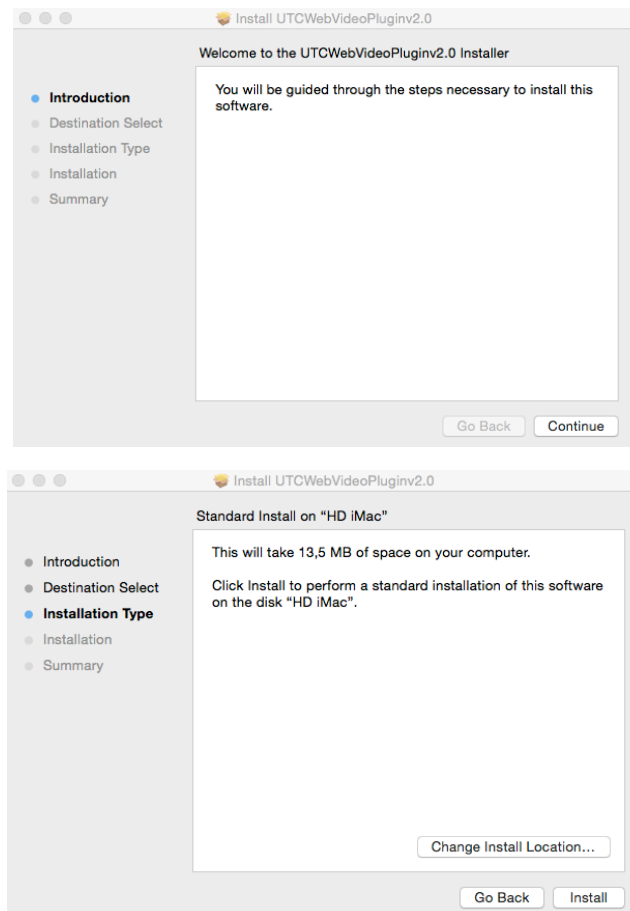 Install UTCWebVideoPluginv2.0
Welcome to the UTCWebVideoPluginv2.0 Installer
Introduction
Destination Select
Installation Type
Installation
Summary
You will be guided through the steps necessary to install this
software.
Go Back
Continue
Install UTCWebVideoPluginv2.0
Standard Install on “HD iMac”
Introduction
Destination Select
Installation Type
Installation
Summary
This will take 13,5 MB of space on your computer.
Click Install to perform a standard installation of this software
on the disk “HD iMac”.
Change Install Location...
Go Back
Install